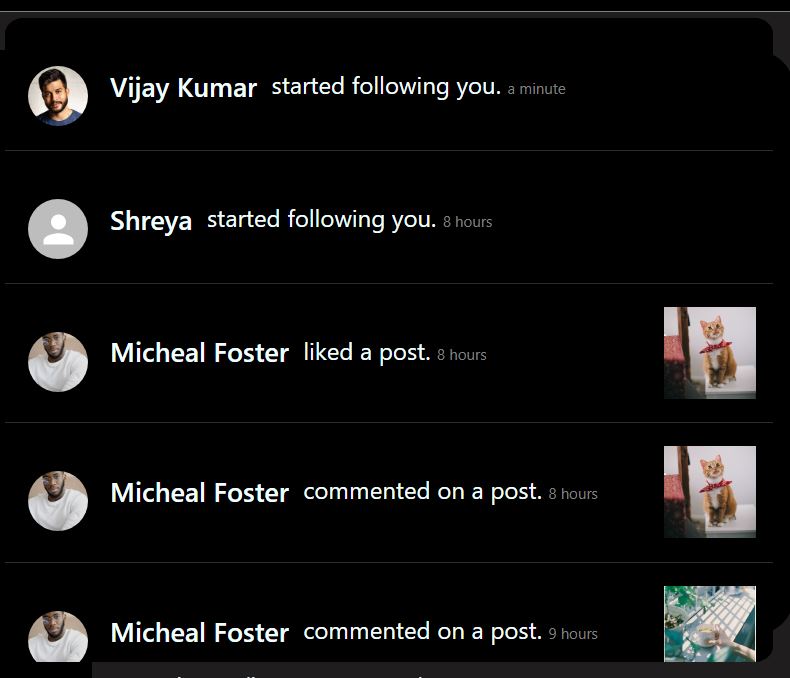 Vijay Kumar started following you. a minute
Shreya started following you. 8 hours
Micheal Foster liked a post. 8 hours
Micheal Foster commented on a post. 8 hours
Micheal Foster commented on a post. 9 hours